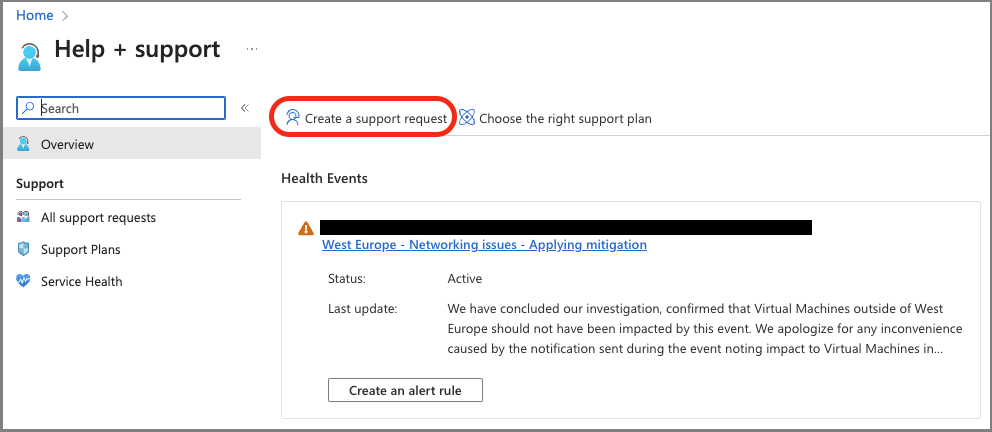 Home
Help + support
Search
Overview
Support
All support requests
Support Plans
Service Health
Create a support request
Choose the right support plan
Health Events
West Europe - Networking issues - Applying mitigation
Status: Active
Last update: We have concluded our investigation, confirmed that Virtual Machines outside of West
Europe should not have been impacted by this event. We apologize for any inconvenience
caused by the notification sent during the event noting impact to Virtual Machines in...
Create an alert rule